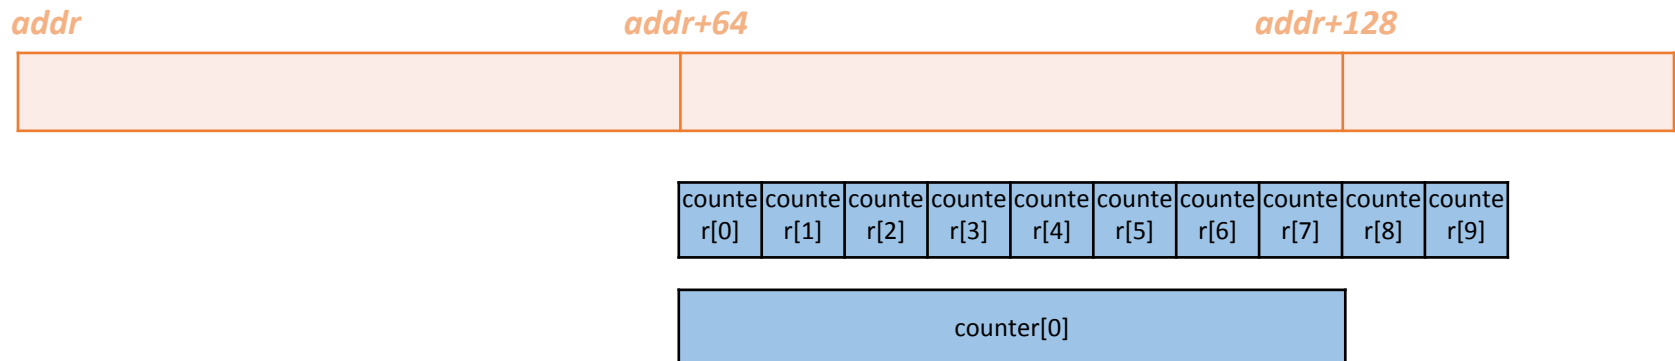 addr addr+64 addr+128
counte counte counte counte counte counte counte counte counte counte
r[0] r[1] r[2] r[3] r[4] r[5] r[6] r[7] r[8] r[9]
counter[0]